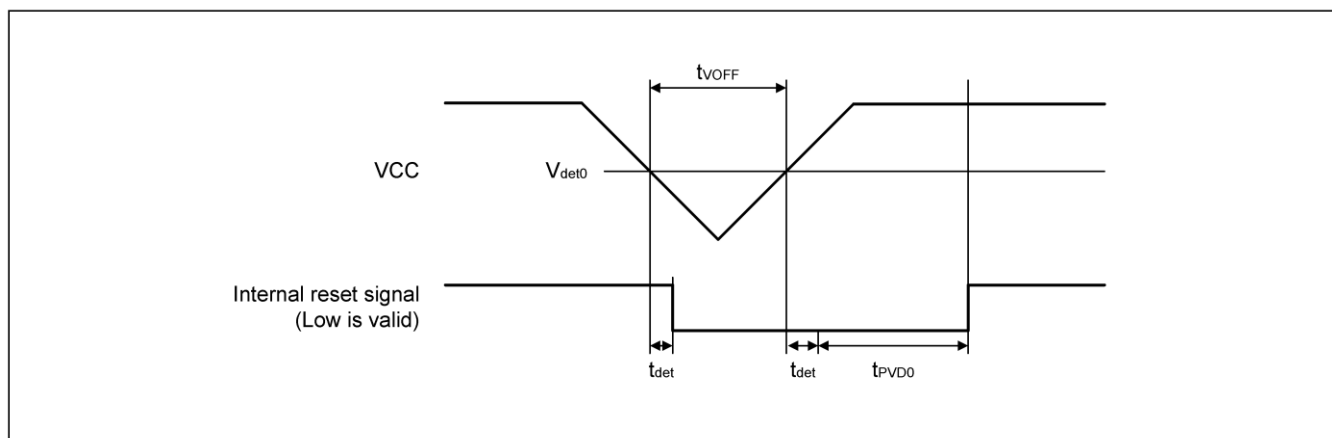 tVOFF
VCC
Vdet0
Internal reset signal
(Low is valid)
tdet
tdet
tPVD0